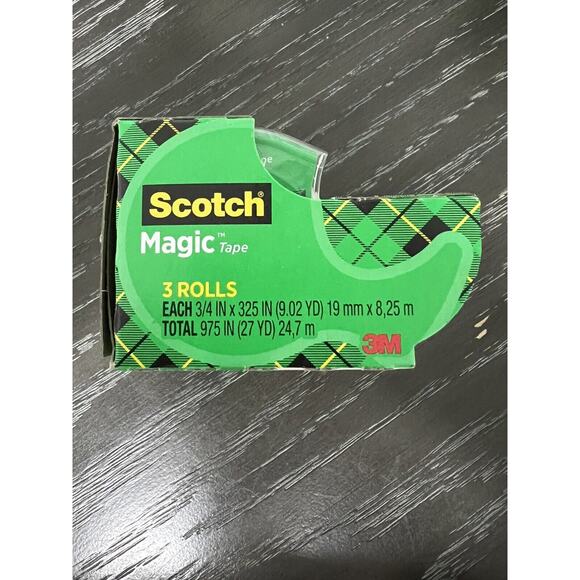 Scotch®
Magic™ Tape
3 ROLLS
EACH 3/4 IN x 325 IN (9.02 YD) 19 mm x 8,25 m
TOTAL 975 IN (27 YD) 24,7 m
3M